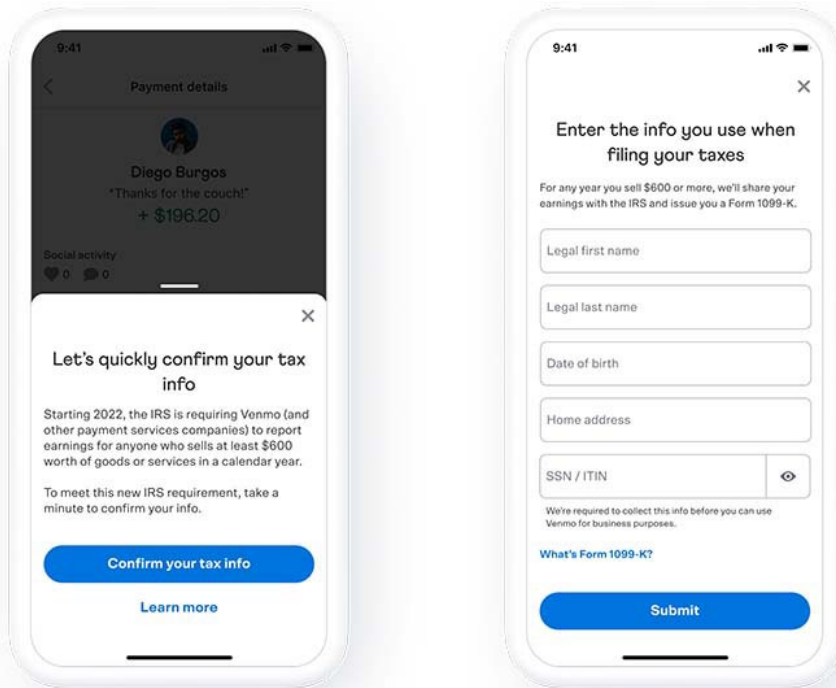 9:41
Payment details
Diego Burgos
"Thanks for the couch!"
+ $196.20
Social activity
0 0
Let's quickly confirm your tax
info
Starting 2022, the IRS is requiring Venmo (and
other payment services companies) to report
earnings for anyone who sells at least $600
worth of goods or services in a calendar year.
To meet this new IRS requirement, take a
minute to confirm your info.
Confirm your tax info
Learn more
9:41
Enter the info you use when
filing your taxes
For any year you sell $600 or more, we'll share your
earnings with the IRS and issue you a Form 1099-K.
Legal first name
Legal last name
Date of birth
Home address
SSN / ITIN
We're required to collect this info before you can use
Venmo for business purposes.
What's Form 1099-K?
Submit